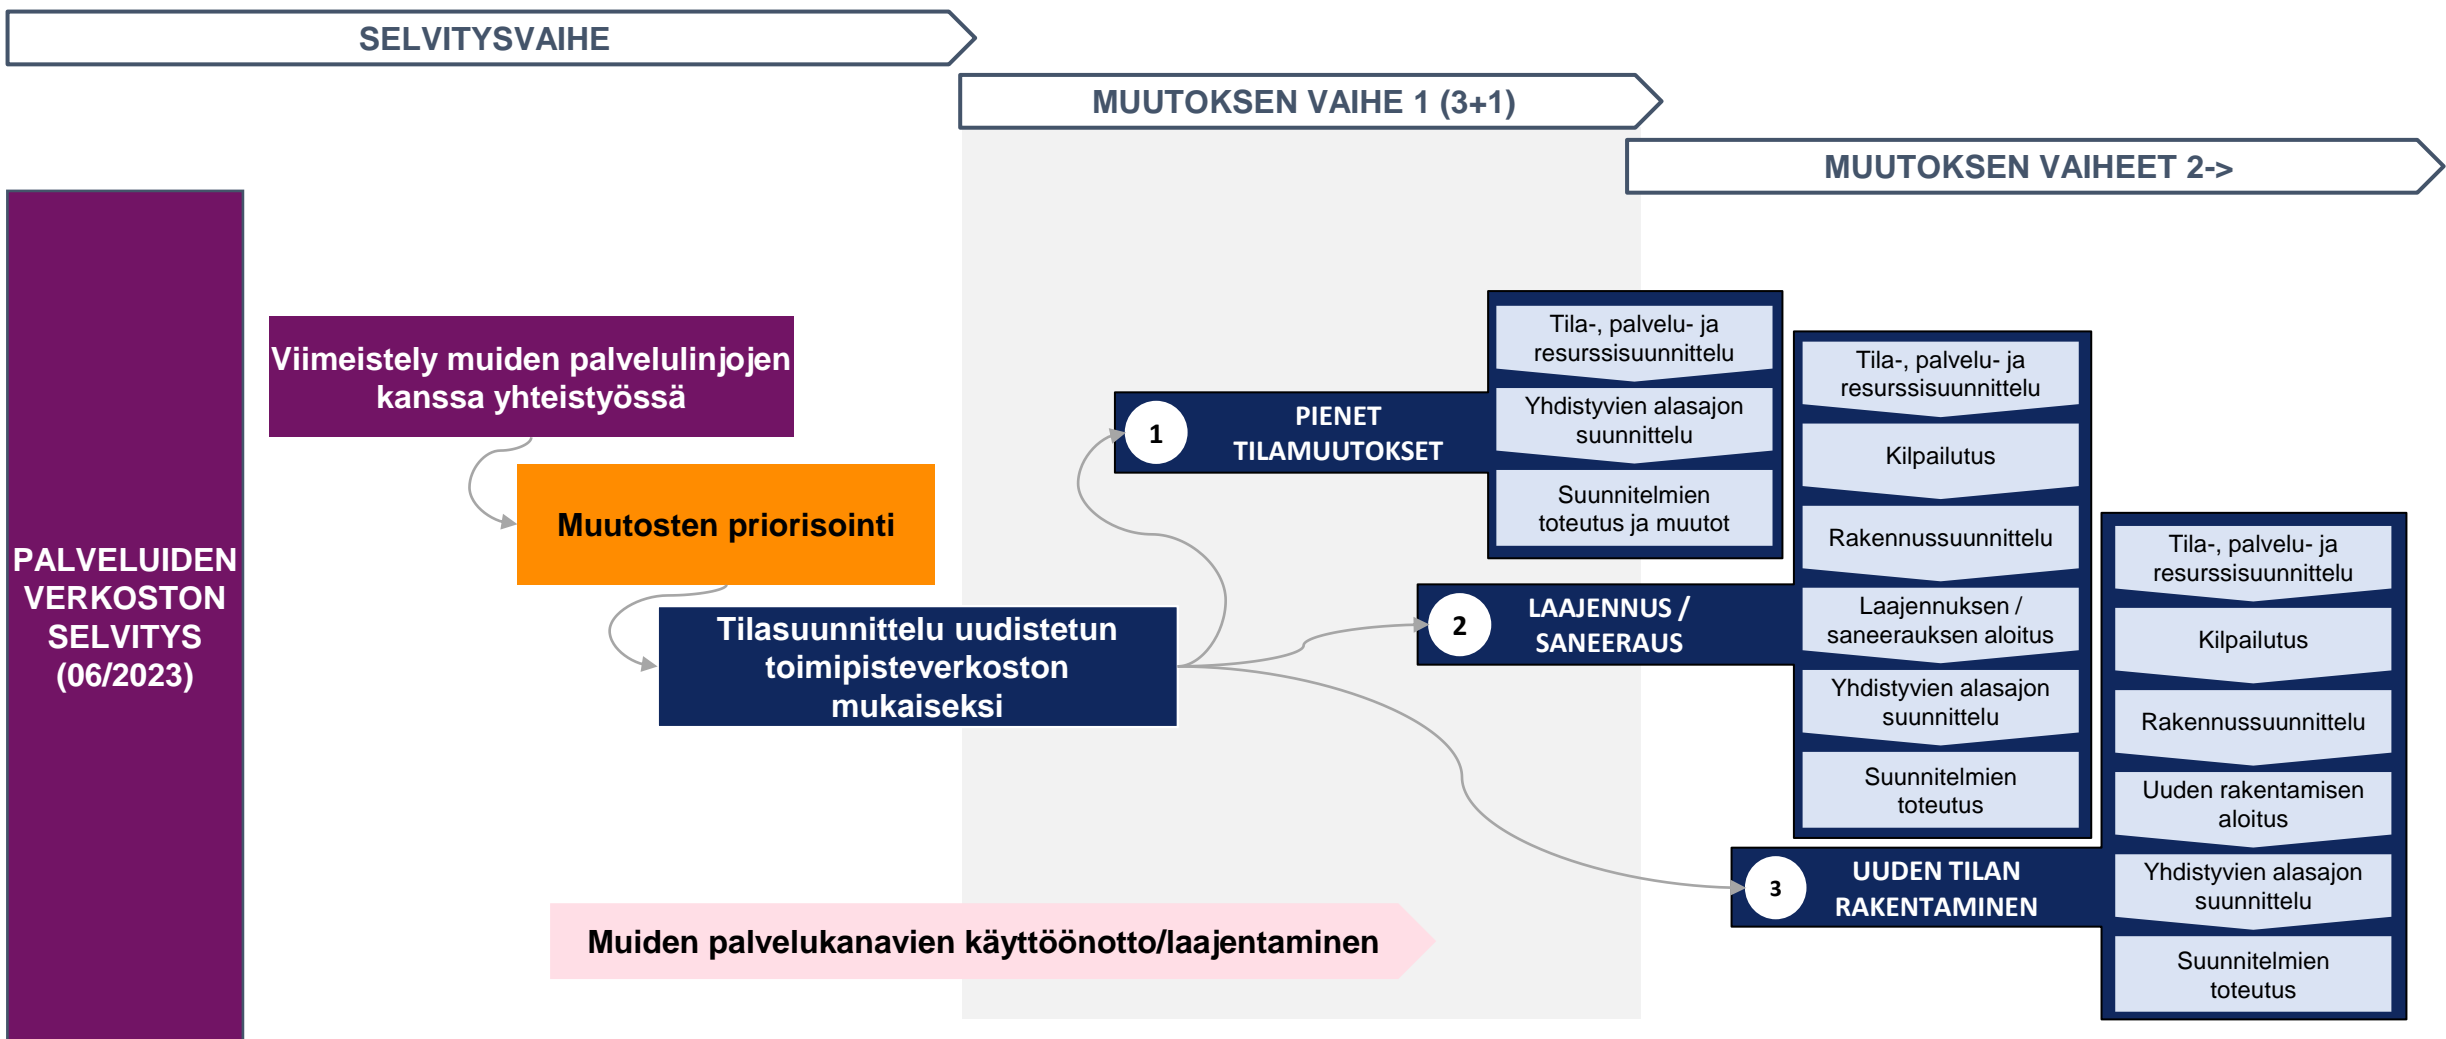 SELVITYSVAIHE
MUUTOKSEN VAIHE 1 (3+1)
MUUTOKSEN VAIHEET 2->
PALVELUIDEN
VERKOSTON
SELVITYS
(06/2023)
Viimeistely muiden palvelulinjojen
kanssa yhteistyössä
Muutosten priorisointi
Tilasuunnittelu uudistetun
toimipisteverkoston
mukaiseksi
Muiden palvelukanavien käyttöönotto/laajentaminen
1
PIENET
TILAMUUTOKSET
Tila-, palvelu- ja
resurssisuunnittelu
Yhdistyvien alasajon
suunnittelu
Suunnitelmien
toteutus ja muutot
2
LAAJENNUS /
SANEERAUS
Tila-, palvelu- ja
resurssisuunnittelu
Kilpailutus
Rakennussuunnittelu
Laajennuksen /
saneerauksen aloitus
Yhdistyvien alasajon
suunnittelu
Suunnitelmien
toteutus
3
UUDEN TILAN
RAKENTAMINEN
Tila-, palvelu- ja
resurssisuunnittelu
Kilpailutus
Rakennussuunnittelu
Uuden rakentamisen
aloitus
Yhdistyvien alasajon
suunnittelu
Suunnitelmien
toteutus